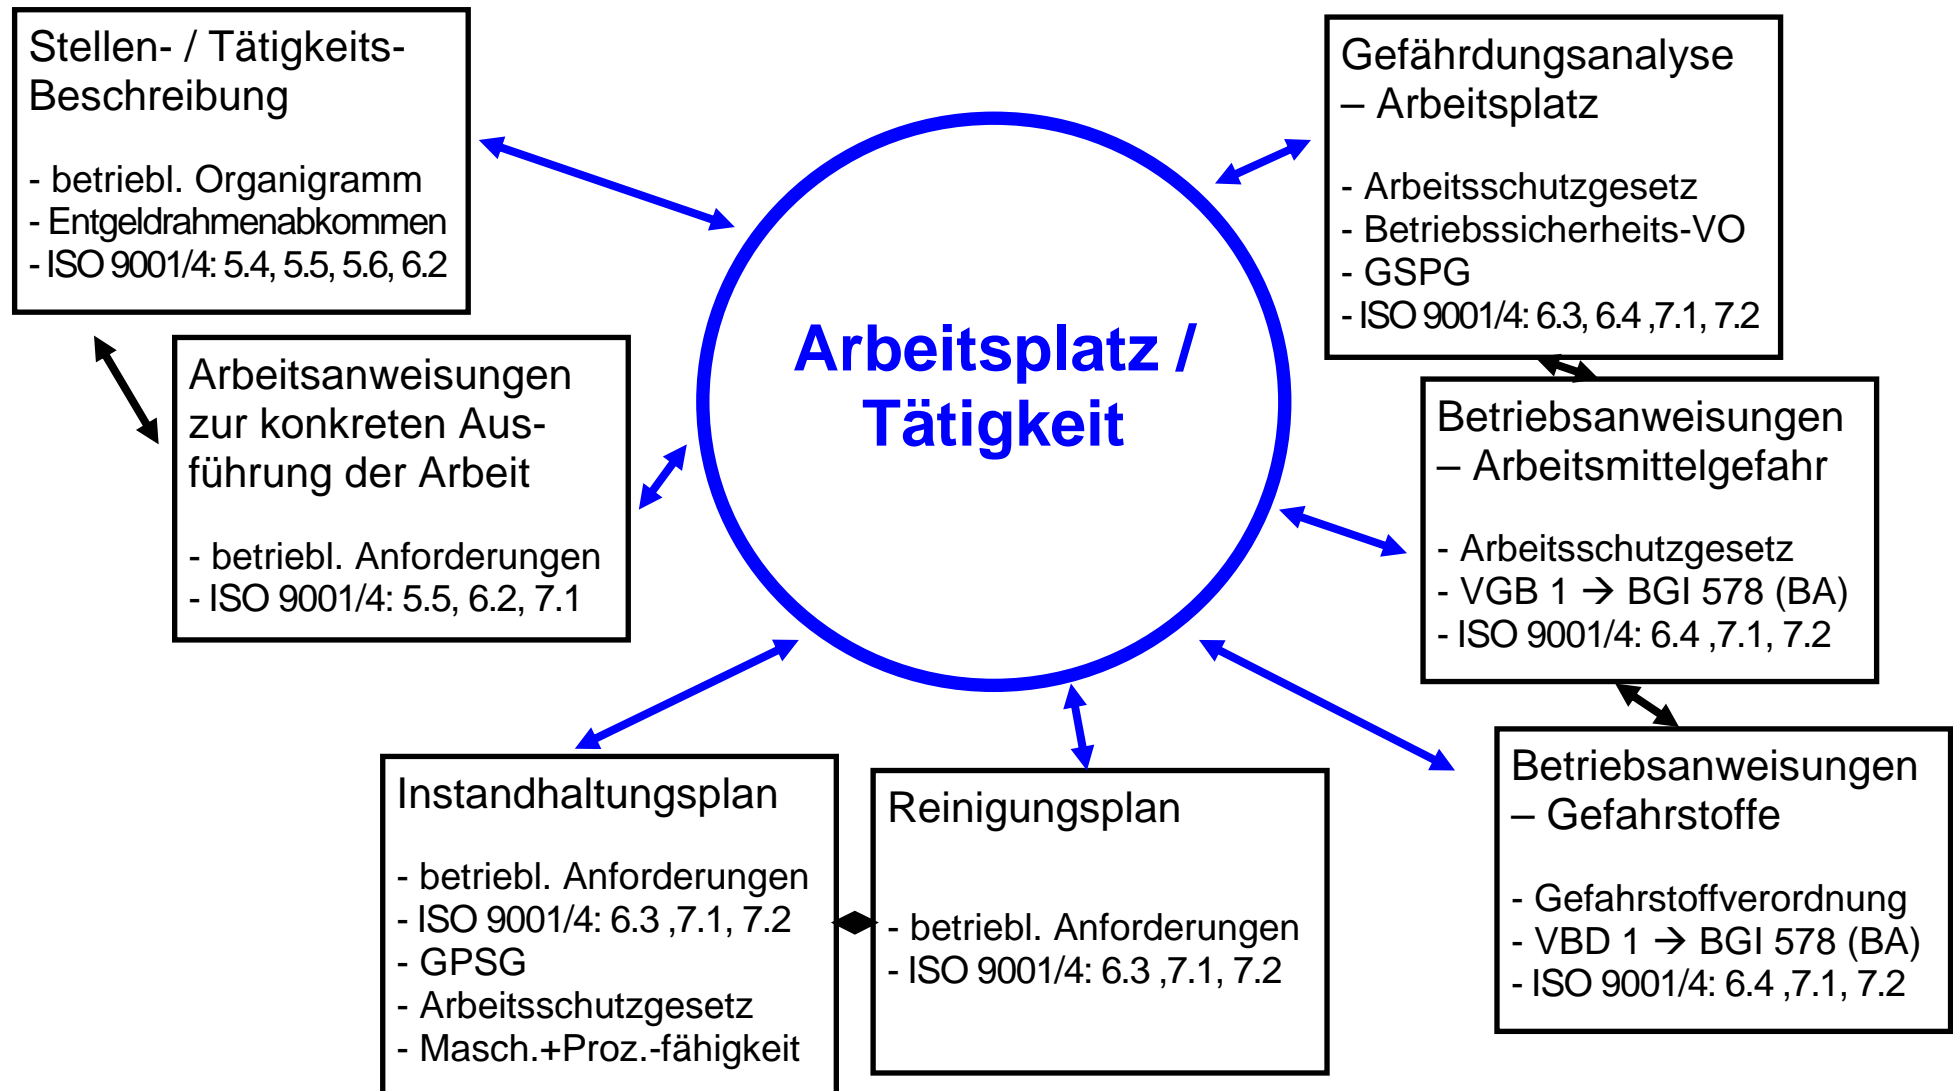 Stellen- / Tätigkeits-
Beschreibung
- betriebl. Organigramm
- Entgeldrahmenabkommen
- ISO 9001/4: 5.4, 5.5, 5.6, 6.2
Arbeitsanweisungen
zur konkreten Aus-
führung der Arbeit
- betriebl. Anforderungen
- ISO 9001/4: 5.5, 6.2, 7.1
Arbeitsplatz /
Tätigkeit
Gefährdungsanalyse
– Arbeitsplatz
- Arbeitsschutzgesetz
- Betriebssicherheits-VO
- GSPG
- ISO 9001/4: 6.3, 6.4 ,7.1, 7.2
Betriebsanweisungen
– Arbeitsmittelgefahr
- Arbeitsschutzgesetz
- VGB 1 → BGI 578 (BA)
- ISO 9001/4: 6.4 ,7.1, 7.2
Instandhaltungsplan
- betriebl. Anforderungen
- ISO 9001/4: 6.3 ,7.1, 7.2
- GPSG
- Arbeitsschutzgesetz
- Masch.+Proz.-fähigkeit
Reinigungsplan
- betriebl. Anforderungen
- ISO 9001/4: 6.3 ,7.1, 7.2
Betriebsanweisungen
– Gefahrstoffe
- Gefahrstoffverordnung
- VBD 1 → BGI 578 (BA)
- ISO 9001/4: 6.4 ,7.1, 7.2